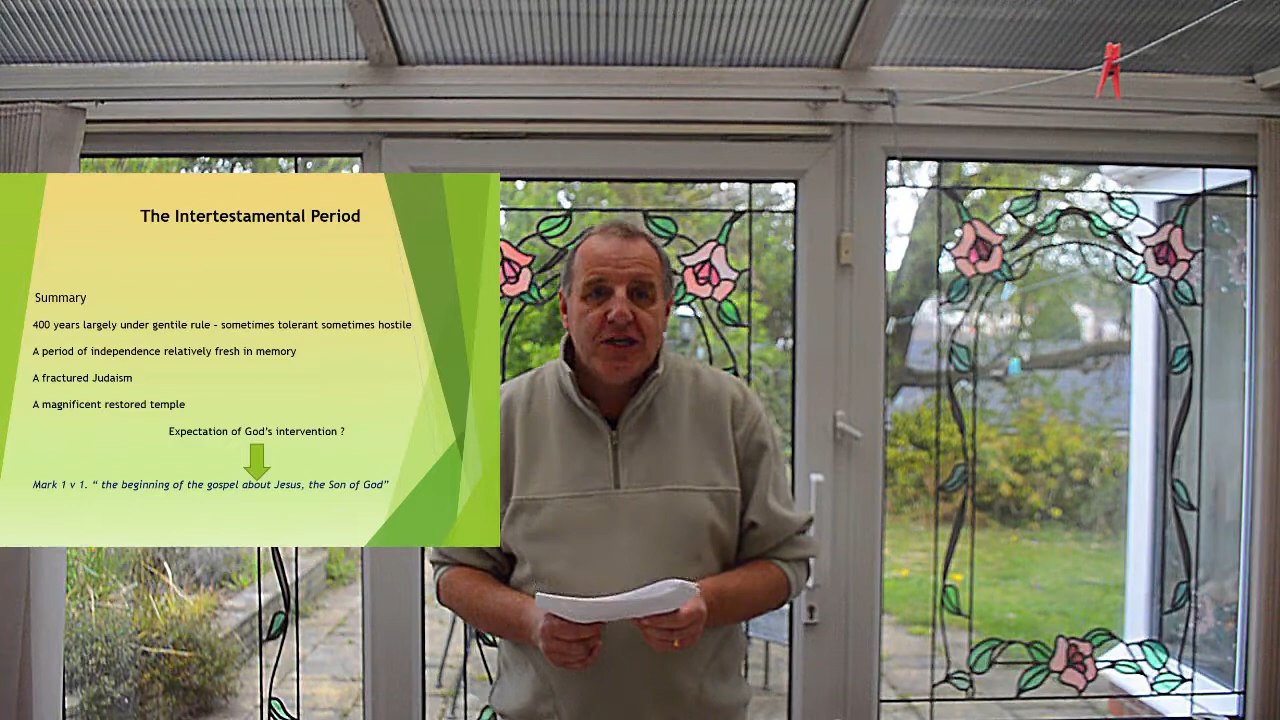 The Intertestamental Period
Summary
400 years largely under gentile rule – sometimes tolerant sometimes hostile
A period of independence relatively fresh in memory
A fractured Judaism
A magnificent restored temple
Expectation of God's intervention ?
Mark 1 v 1. " the beginning of the gospel about Jesus, the Son of God"